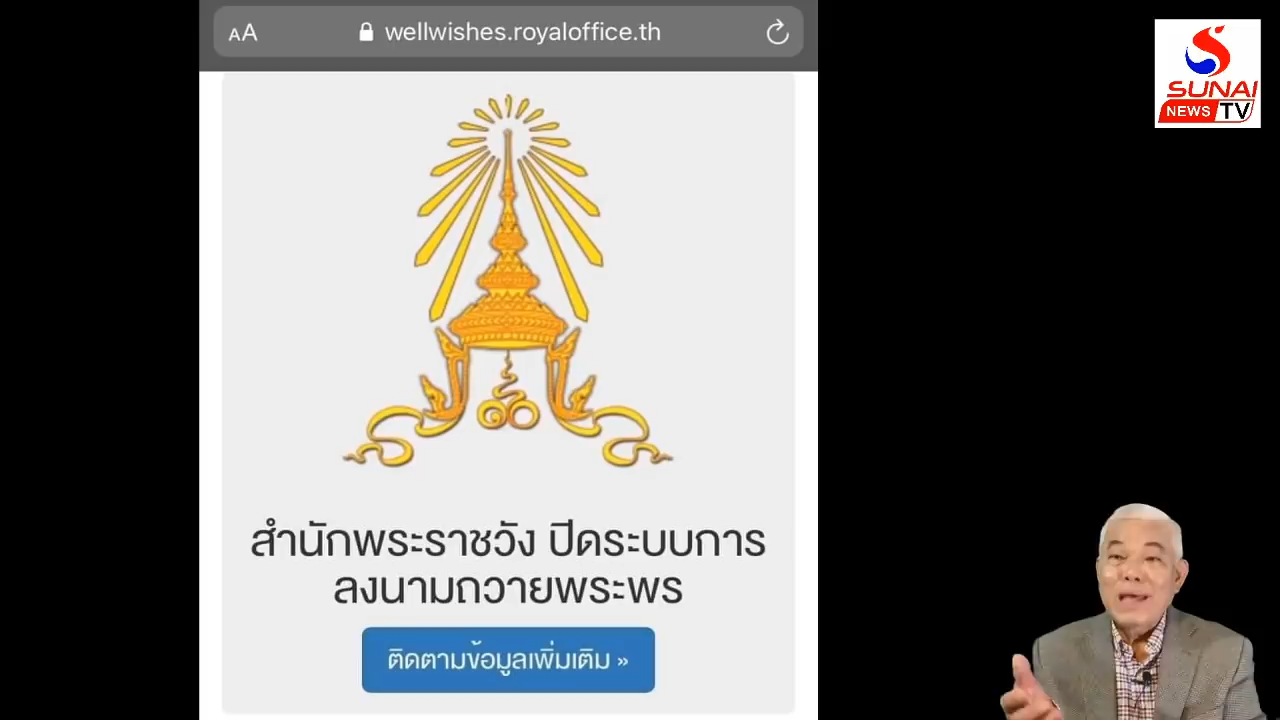 AA
wellwishes.royaloffice.th
SUNAI
NEWS TV
๑๐
สำนักพระราชวัง ปิดระบบการ
ลงนามถวายพระพร
ติดตามข้อมูลเพิ่มเติม »